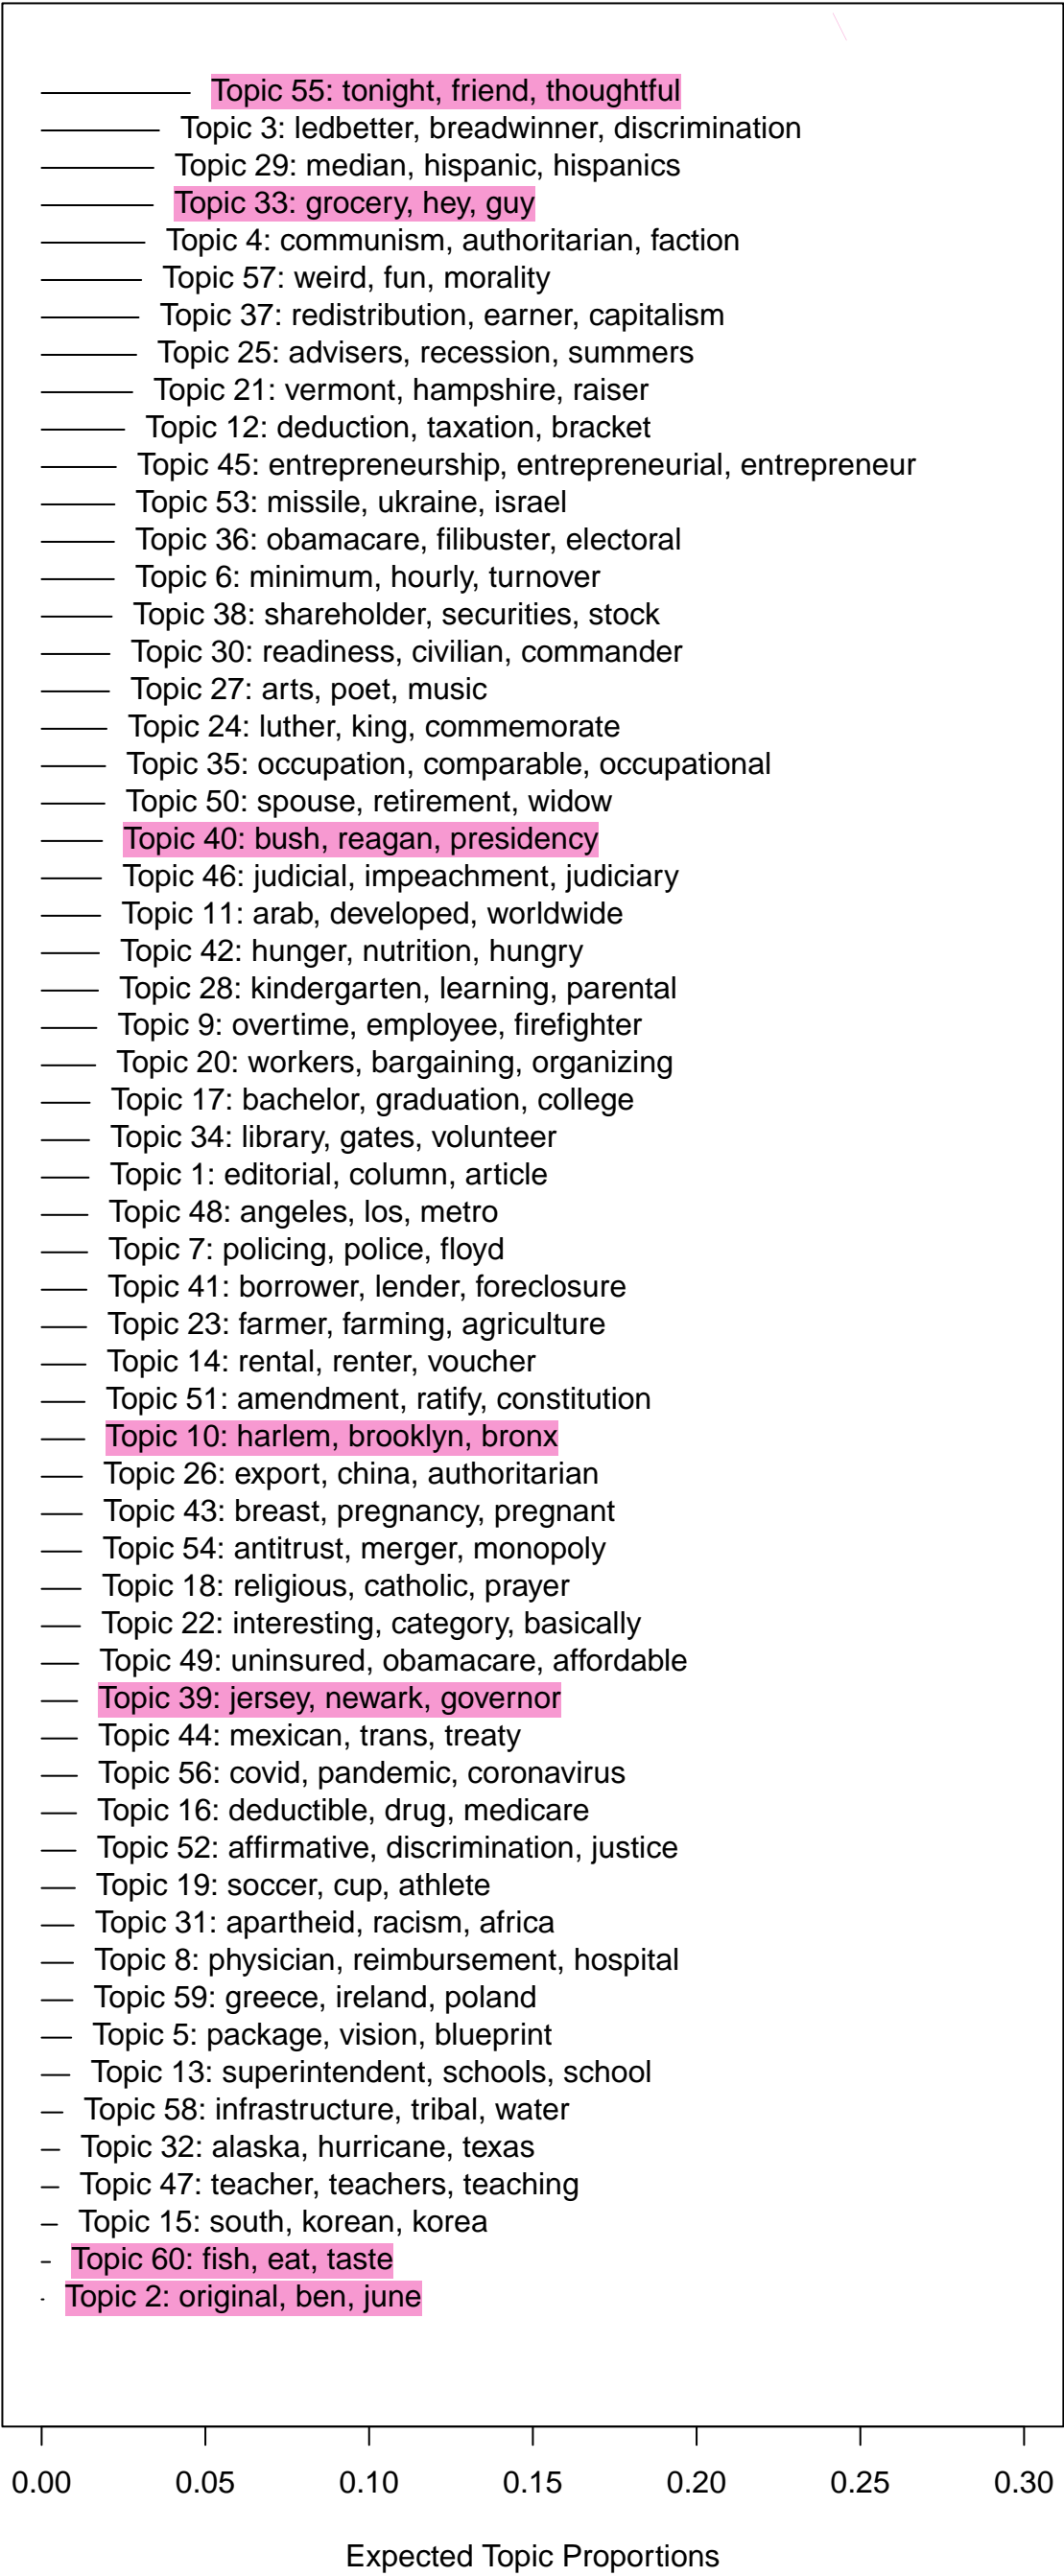 Topic 55: tonight, friend, thoughtful
Topic 3: ledbetter, breadwinner, discrimination
Topic 29: median, hispanic, hispanics
Topic 33: grocery, hey, guy
Topic 4: communism, authoritarian, faction
Topic 57: weird, fun, morality
Topic 37: redistribution, earner, capitalism
Topic 25: advisers, recession, summers
Topic 21: vermont, hampshire, raiser
Topic 12: deduction, taxation, bracket
Topic 45: entrepreneurship, entrepreneurial, entrepreneur
Topic 53: missile, ukraine, israel
Topic 36: obamacare, filibuster, electoral
Topic 6: minimum, hourly, turnover
Topic 38: shareholder, securities, stock
Topic 30: readiness, civilian, commander
Topic 27: arts, poet, music
Topic 24: luther, king, commemorate
Topic 35: occupation, comparable, occupational
Topic 50: spouse, retirement, widow
Topic 40: bush, reagan, presidency
Topic 46: judicial, impeachment, judiciary
Topic 11: arab, developed, worldwide
Topic 42: hunger, nutrition, hungry
Topic 28: kindergarten, learning, parental
Topic 9: overtime, employee, firefighter
Topic 20: workers, bargaining, organizing
Topic 17: bachelor, graduation, college
Topic 34: library, gates, volunteer
Topic 1: editorial, column, article
Topic 48: angeles, los, metro
Topic 7: policing, police, floyd
Topic 41: borrower, lender, foreclosure
Topic 23: farmer, farming, agriculture
Topic 14: rental, renter, voucher
Topic 51: amendment, ratify, constitution
Topic 10: harlem, brooklyn, bronx
Topic 26: export, china, authoritarian
Topic 43: breast, pregnancy, pregnant
Topic 54: antitrust, merger, monopoly
Topic 18: religious, catholic, prayer
Topic 22: interesting, category, basically
Topic 49: uninsured, obamacare, affordable
Topic 39: jersey, newark, governor
Topic 44: mexican, trans, treaty
Topic 56: covid, pandemic, coronavirus
Topic 16: deductible, drug, medicare
Topic 52: affirmative, discrimination, justice
Topic 19: soccer, cup, athlete
Topic 31: apartheid, racism, africa
Topic 8: physician, reimbursement, hospital
Topic 59: greece, ireland, poland
Topic 5: package, vision, blueprint
Topic 13: superintendent, schools, school
Topic 58: infrastructure, tribal, water
Topic 32: alaska, hurricane, texas
Topic 47: teacher, teachers, teaching
Topic 15: south, korean, korea
Topic 60: fish, eat, taste
Topic 2: original, ben, june
0.00 0.05 0.10 0.15 0.20 0.25 0.30
Expected Topic Proportions